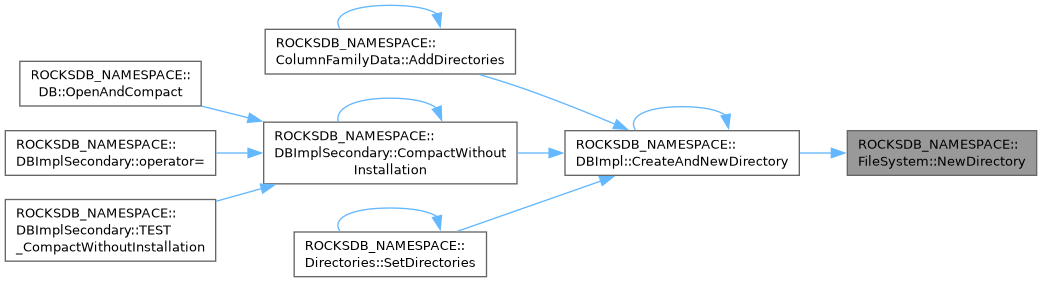 ROCKSDB_NAMESPACE::
ColumnFamilyData::AddDirectories
ROCKSDB_NAMESPACE::
DB::OpenAndCompact
ROCKSDB_NAMESPACE::
DBImplSecondary::CompactWithout
Installation
ROCKSDB_NAMESPACE::
DBImplSecondary::operator=
ROCKSDB_NAMESPACE::
DBImpl::CreateAndNewDirectory
ROCKSDB_NAMESPACE::
FileSystem::NewDirectory
ROCKSDB_NAMESPACE::
DBImplSecondary::TEST
_CompactWithoutInstallation
ROCKSDB_NAMESPACE::
Directories::SetDirectories